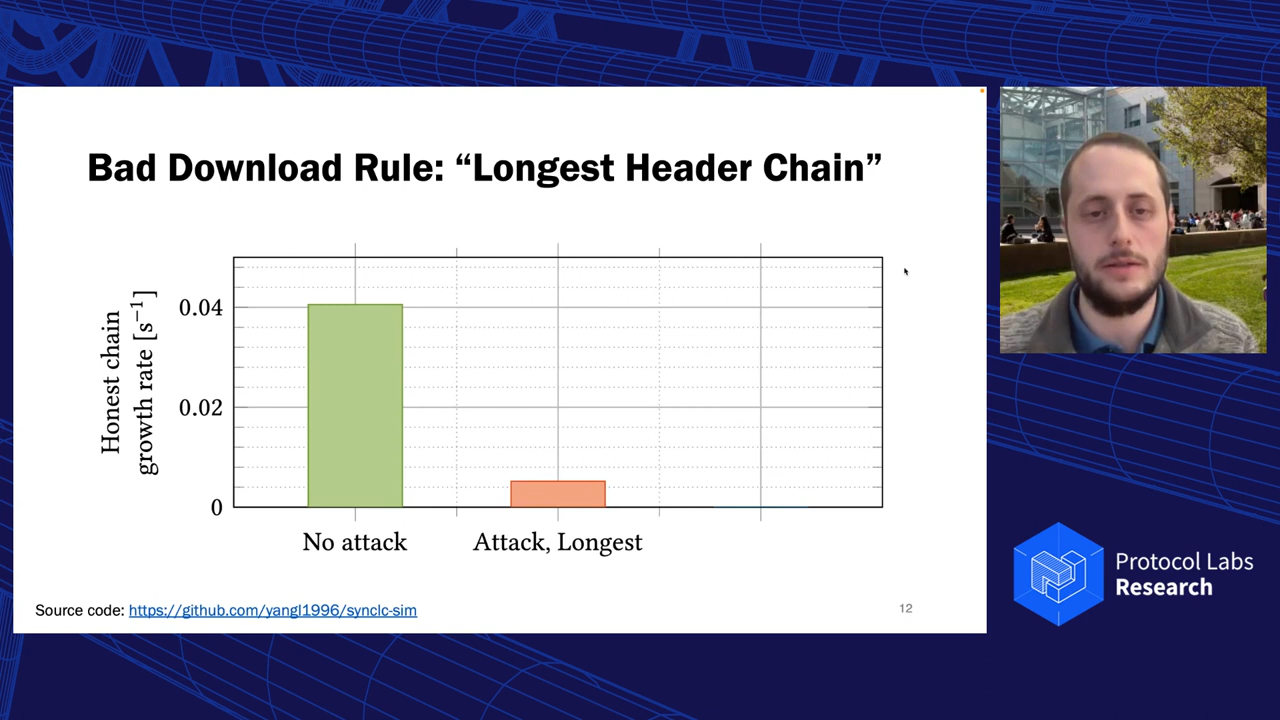 Bad Download Rule: “Longest Header Chain”
Honest chain
growth rate [s⁻¹]
0.04
0.02
0
No attack
Attack, Longest
Source code: https://github.com/yangl1996/synclc-sim
12
Protocol Labs
Research